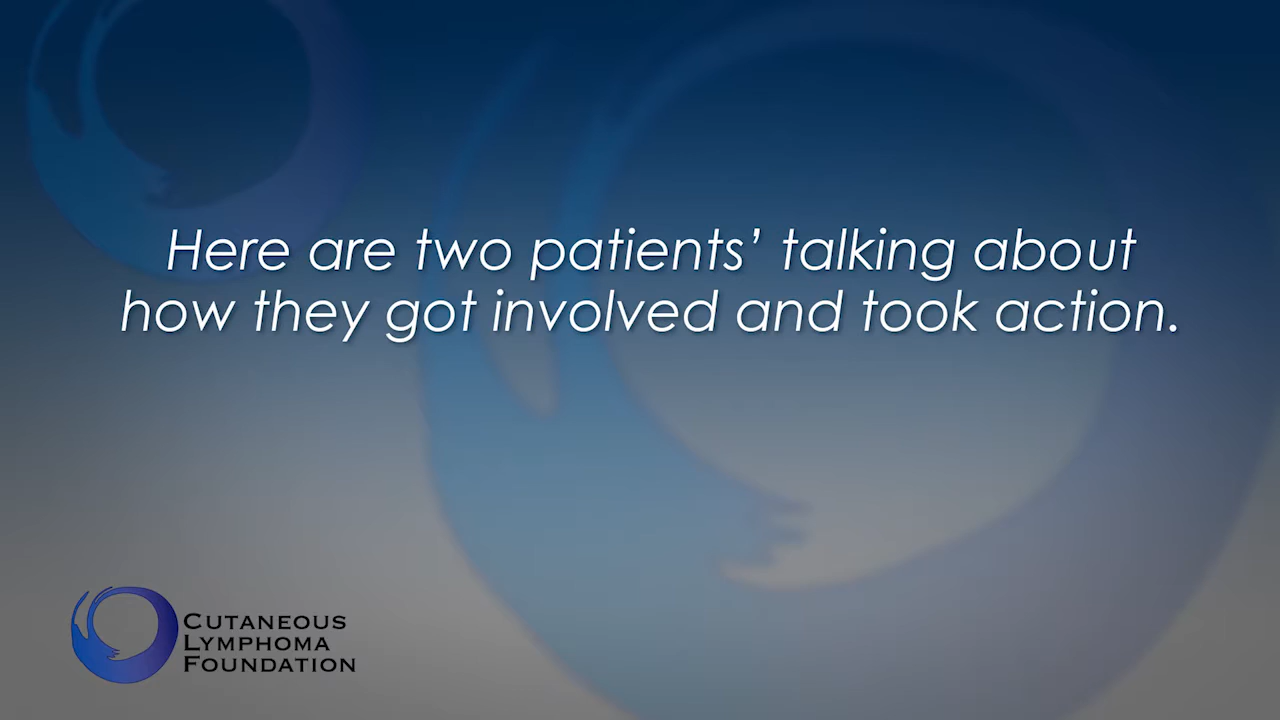 Here are two patients’ talking about
how they got involved and took action.
CUTANEOUS
LYMPHOMA
FOUNDATION